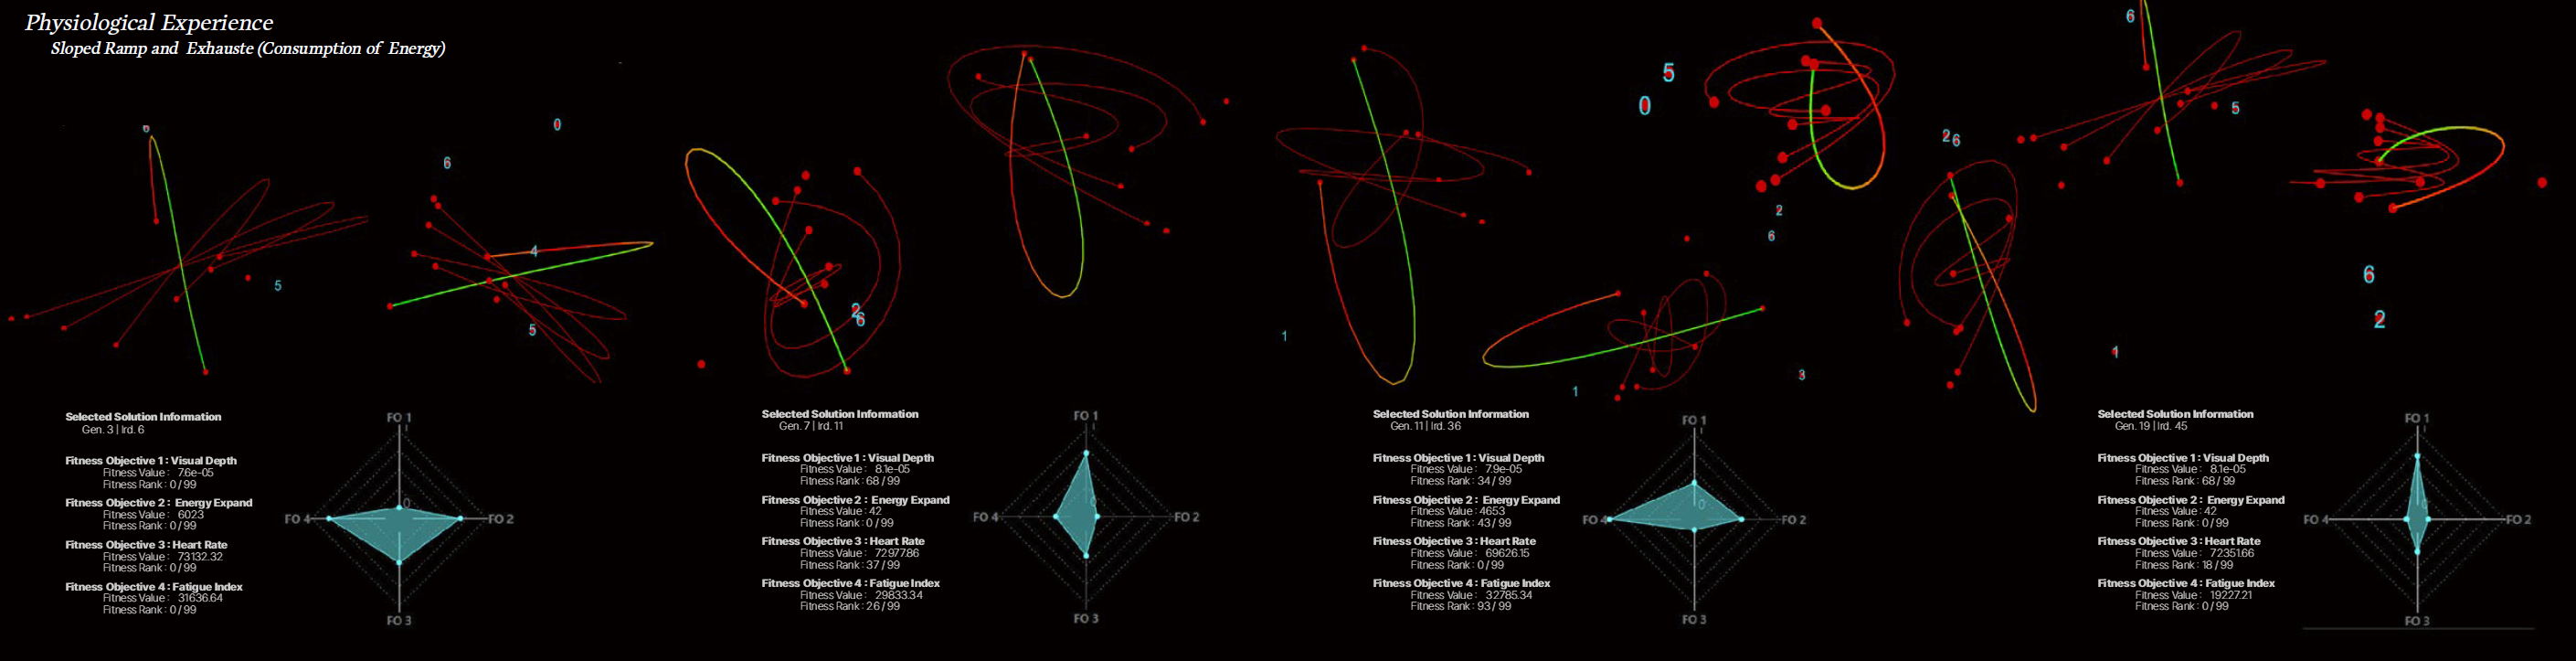 Physiological Experience
Sloped Ramp and Exhauste (Consumption of Energy)
6
0
6
4
5
5
2
6
1
5
0
2
6
1
3
2 6
6
5
1
6
2
Selected Solution Information
Gen. 3 | Ird. 6
Fitness Objective 1 : Visual Depth
Fitness Value : 7.6e-05
Fitness Rank : 0 / 99
Fitness Objective 2 : Energy Expand
Fitness Value : 6023
Fitness Rank : 0 / 99
Fitness Objective 3 : Heart Rate
Fitness Value : 73132.32
Fitness Rank : 0 / 99
Fitness Objective 4 : Fatigue Index
Fitness Value : 31636.64
Fitness Rank : 0 / 99
FO 1
1
0
FO 4
FO 2
FO 3
Selected Solution Information
Gen. 7 | Ird. 11
Fitness Objective 1 : Visual Depth
Fitness Value : 8.1e-05
Fitness Rank : 68 / 99
Fitness Objective 2 : Energy Expand
Fitness Value : 42
Fitness Rank : 0 / 99
Fitness Objective 3 : Heart Rate
Fitness Value : 72977.86
Fitness Rank : 37 / 99
Fitness Objective 4 : Fatigue Index
Fitness Value : 29833.34
Fitness Rank : 26 / 99
FO 1
1
0
FO 4
FO 2
FO 3
Selected Solution Information
Gen. 11 | Ird. 36
Fitness Objective 1 : Visual Depth
Fitness Value : 7.9e-05
Fitness Rank : 34 / 99
Fitness Objective 2 : Energy Expand
Fitness Value : 4653
Fitness Rank : 43 / 99
Fitness Objective 3 : Heart Rate
Fitness Value : 69626.15
Fitness Rank : 0 / 99
Fitness Objective 4 : Fatigue Index
Fitness Value : 32785.34
Fitness Rank : 93 / 99
FO 1
1
0
FO 4
FO 2
FO 3
Selected Solution Information
Gen. 19 | Ird. 45
Fitness Objective 1 : Visual Depth
Fitness Value : 8.1e-05
Fitness Rank : 68 / 99
Fitness Objective 2 : Energy Expand
Fitness Value : 42
Fitness Rank : 0 / 99
Fitness Objective 3 : Heart Rate
Fitness Value : 72351.66
Fitness Rank : 18 / 99
Fitness Objective 4 : Fatigue Index
Fitness Value : 19227.21
Fitness Rank : 0 / 99
FO 1
1
FO 4
FO 2
FO 3